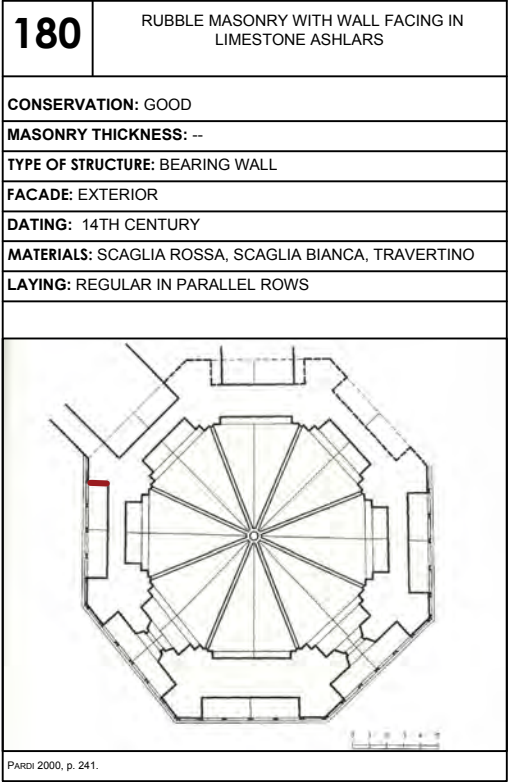 180
RUBBLE MASONRY WITH WALL FACING IN
LIMESTONE ASHLARS
CONSERVATION: GOOD
MASONRY THICKNESS: --
TYPE OF STRUCTURE: BEARING WALL
FACADE: EXTERIOR
DATING: 14TH CENTURY
MATERIALS: SCAGLIA ROSSA, SCAGLIA BIANCA, TRAVERTINO
LAYING: REGULAR IN PARALLEL ROWS
PARDI 2000, p. 241.